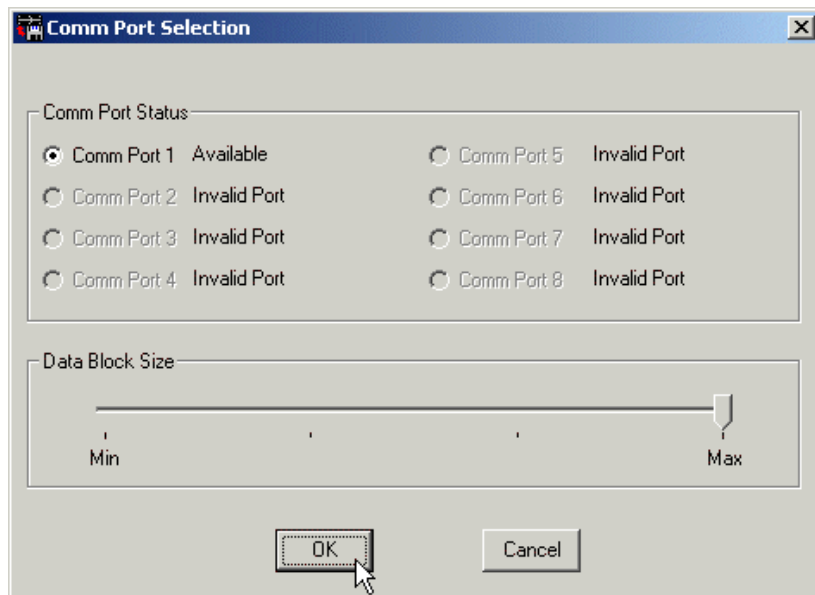 Comm Port Selection
Comm Port Status
Comm Port 1 Available
Comm Port 2 Invalid Port
Comm Port 3 Invalid Port
Comm Port 4 Invalid Port
Comm Port 5 Invalid Port
Comm Port 6 Invalid Port
Comm Port 7 Invalid Port
Comm Port 8 Invalid Port
Data Block Size
Min
Max
OK
Cancel